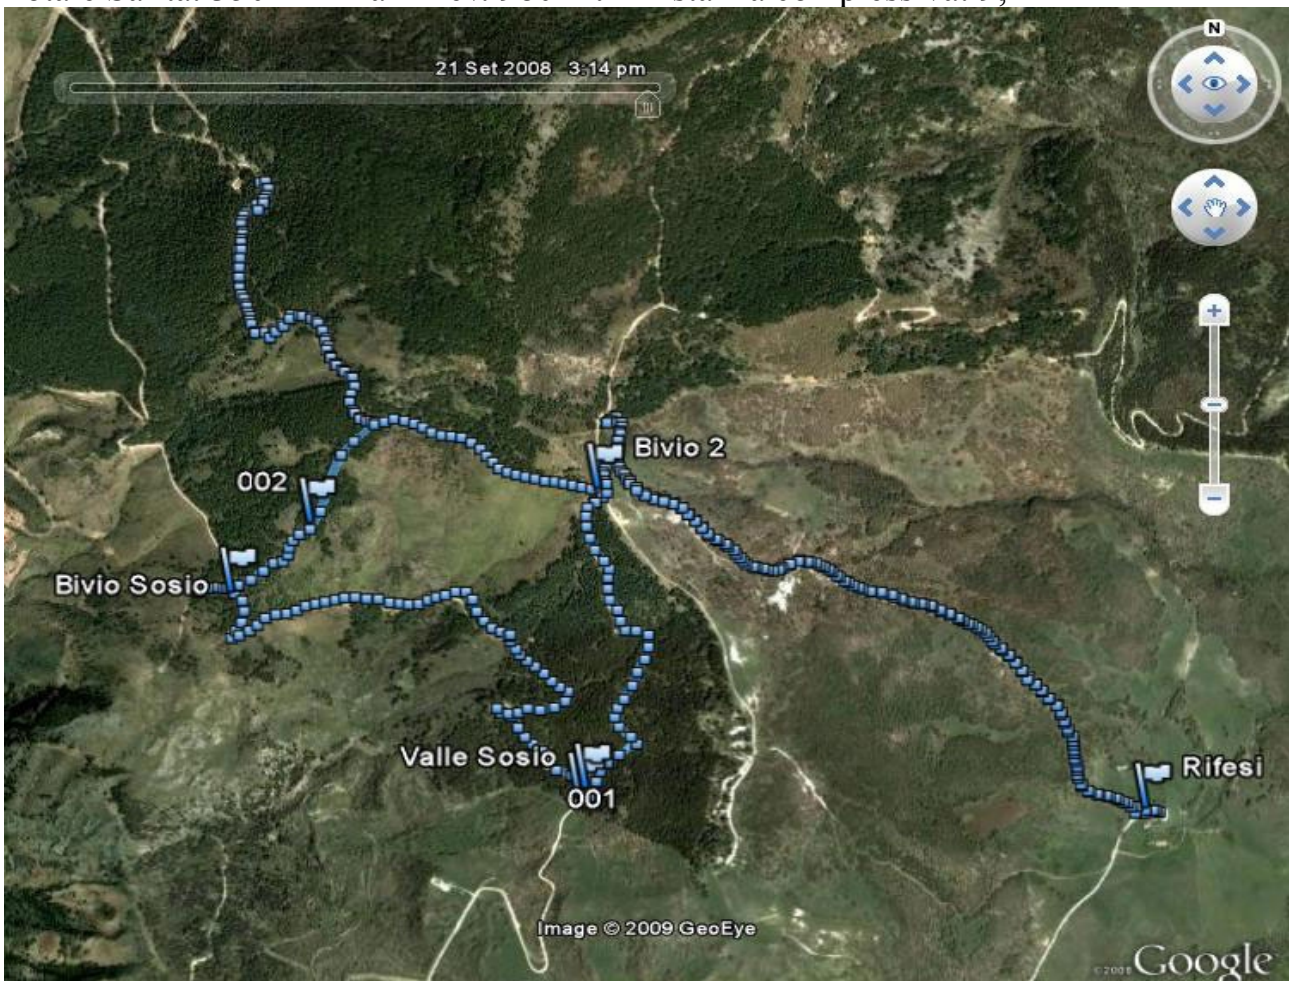 N
21 Set 2008 3:14 pm
Bivio 2
002
Bivio Sosio
Valle Sosio
Rifesi
001
Image © 2009 GeoEye
©2008 Google